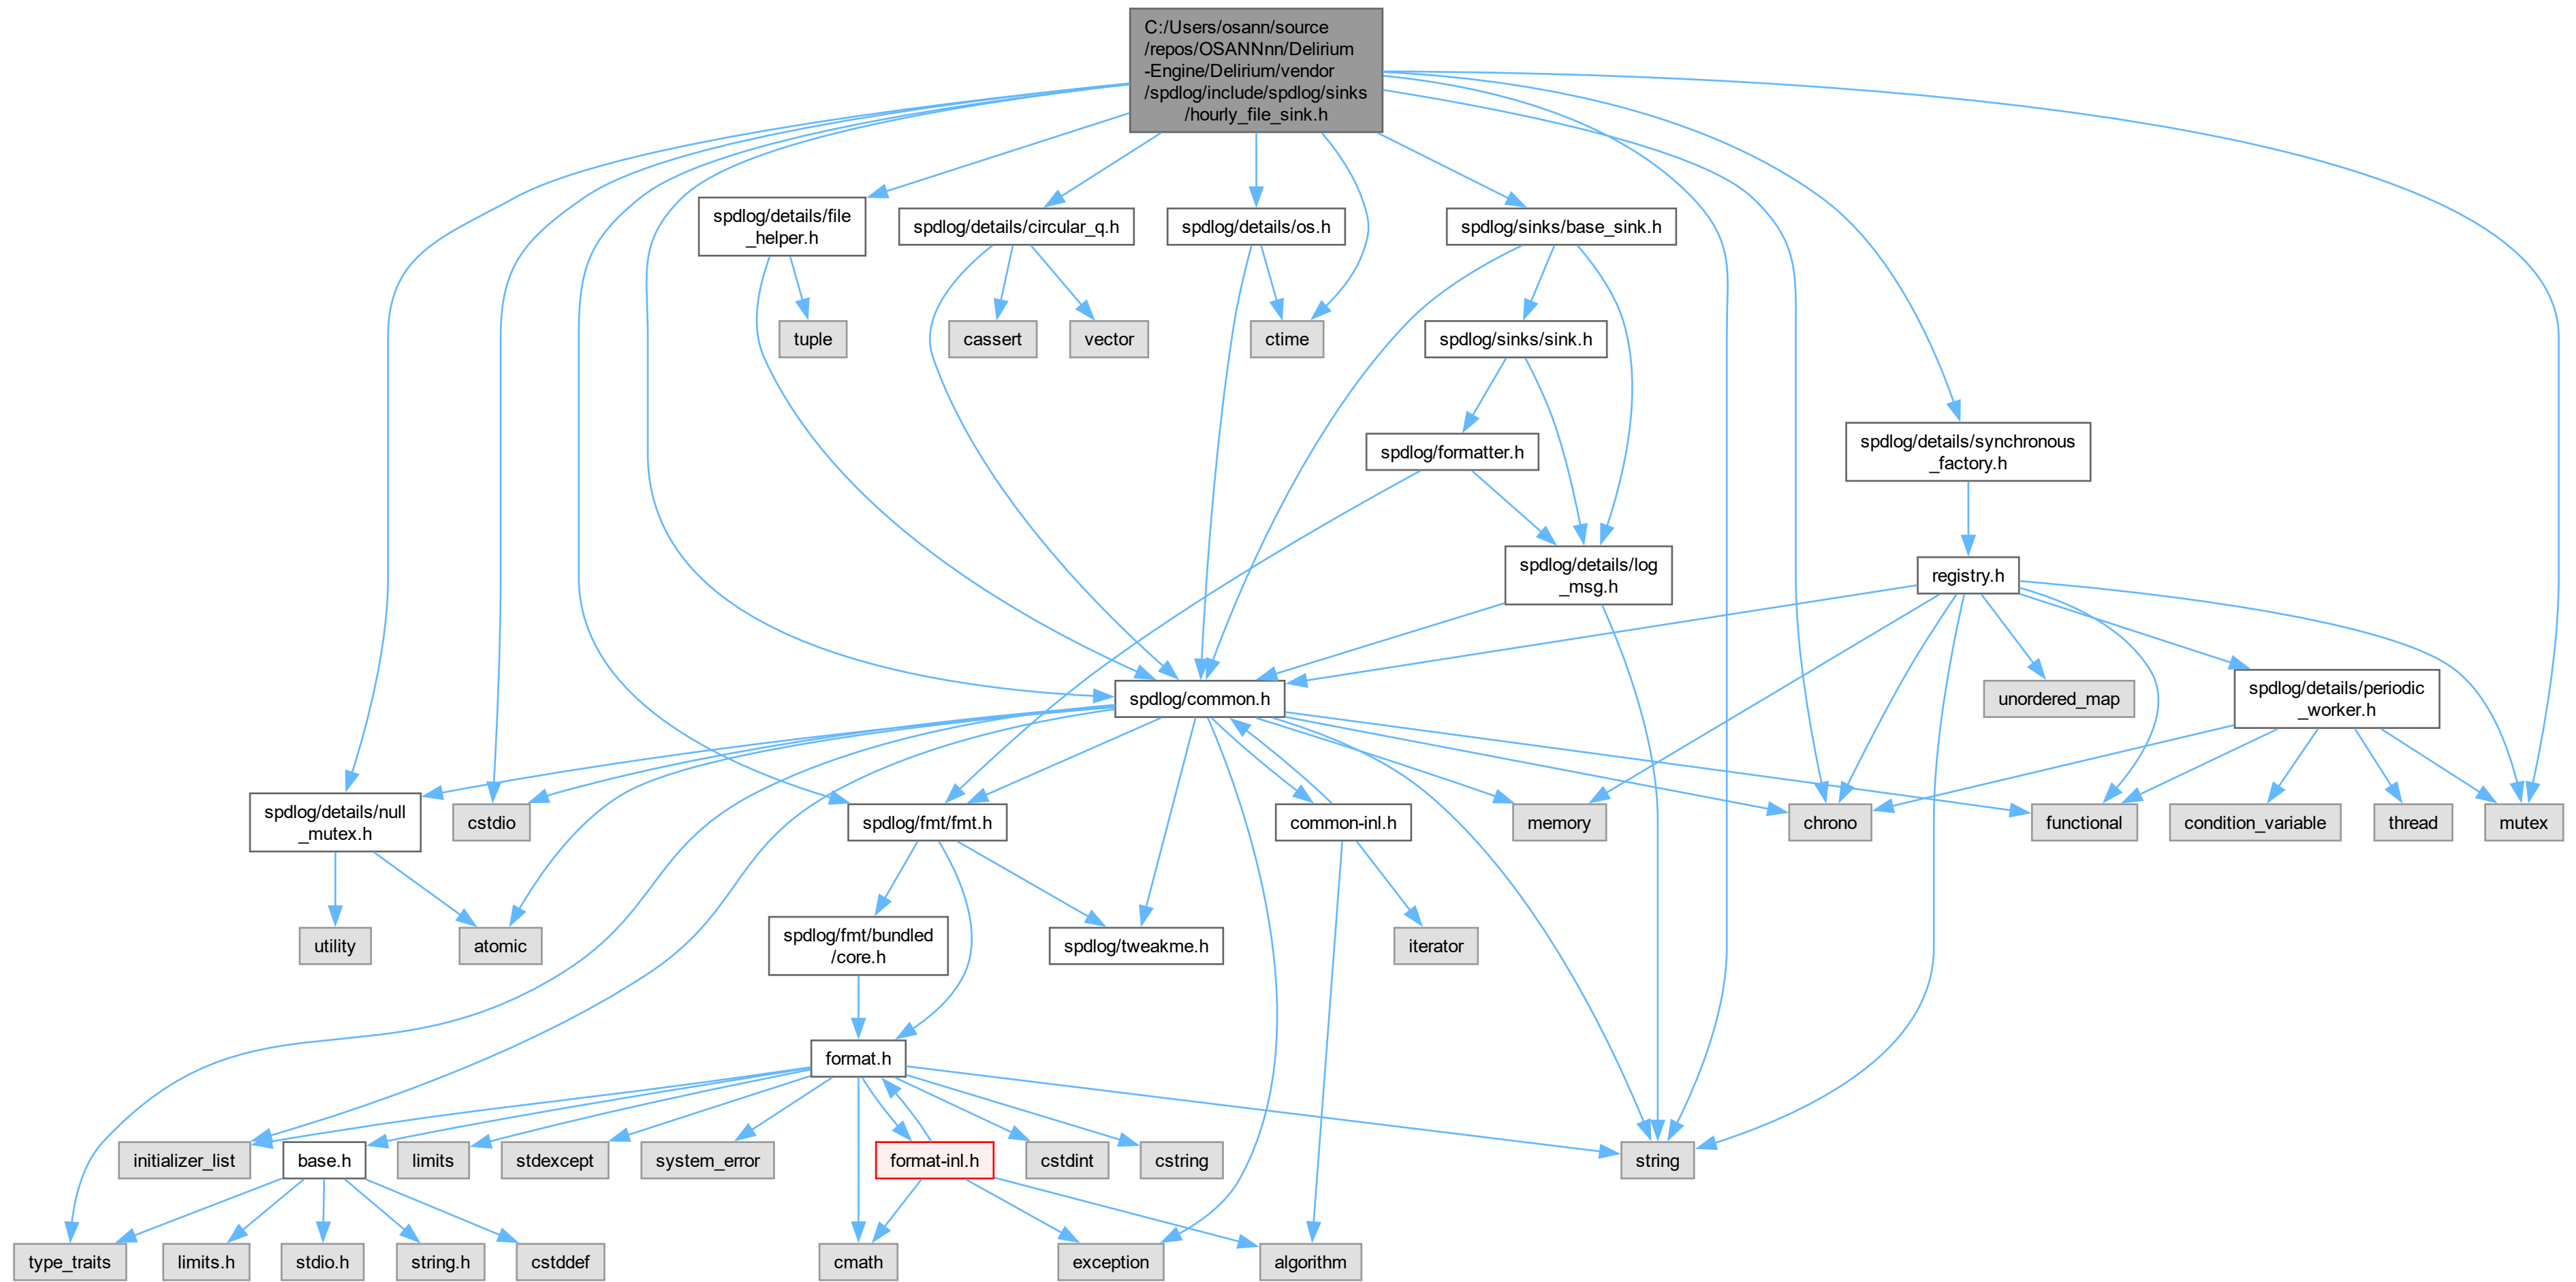 C:/Users/osann/source
/repos/OSANNnn/Delirium
-Engine/Delirium/vendor
/spdlog/include/spdlog/sinks
/hourly_file_sink.h
spdlog/details/file
_helper.h
spdlog/details/circular_q.h
spdlog/details/os.h
spdlog/sinks/base_sink.h
tuple
cassert
vector
ctime
spdlog/sinks/sink.h
spdlog/formatter.h
spdlog/details/synchronous
_factory.h
spdlog/details/log
_msg.h
registry.h
spdlog/common.h
unordered_map
spdlog/details/periodic
_worker.h
spdlog/details/null
_mutex.h
cstdio
spdlog/fmt/fmt.h
common-inl.h
memory
chrono
functional
condition_variable
thread
mutex
utility
atomic
spdlog/fmt/bundled
/core.h
spdlog/tweakme.h
iterator
format.h
initializer_list
base.h
limits
stdexcept
system_error
format-inl.h
cstdint
cstring
string
type_traits
limits.h
stdio.h
string.h
cstddef
cmath
exception
algorithm